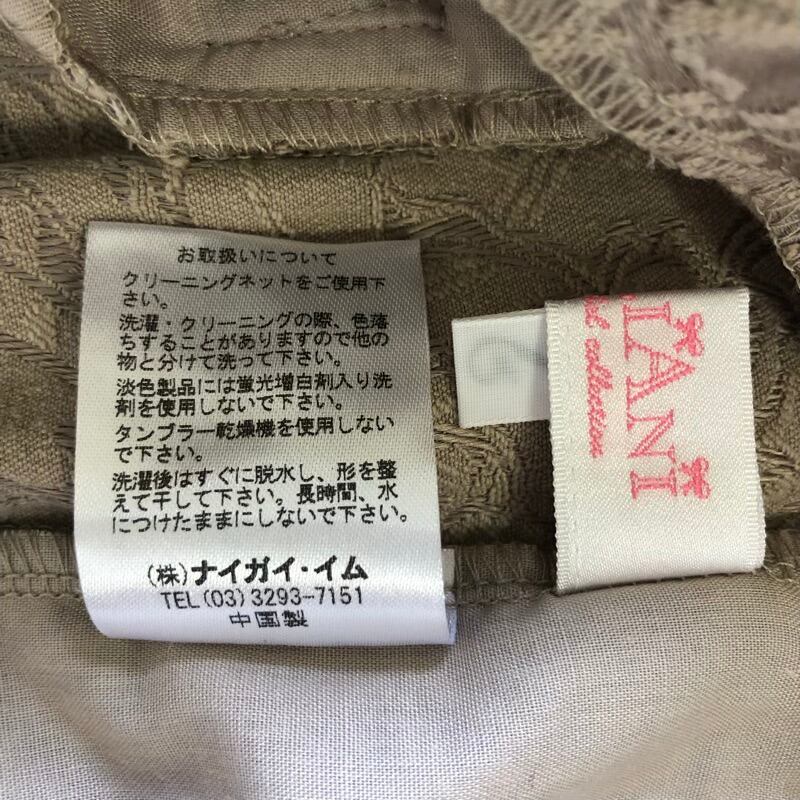 お取扱いについて
クリーニングネットをご使用下
さい。
洗濯・クリーニングの際、色落
ちすることがありますので他の
物と分けて洗って下さい。
淡色製品には蛍光増白剤入り洗
剤を使用しないで下さい。
タンブラー乾燥機を使用しない
で下さい。
洗濯後はすぐに脱水し、形を整
えて干して下さい。長時間、水
につけたままにしないで下さい。
(株)ナイガイ・イム
TEL(03)3293-7151
中国製
IANI
collection